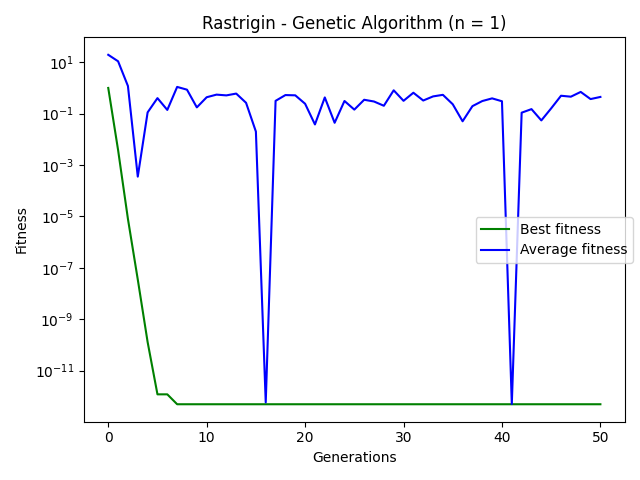 Rastrigin - Genetic Algorithm (n = 1)
Fitness
10¹
10⁻¹
10⁻³
10⁻⁵
10⁻⁷
10⁻⁹
10⁻¹¹
Best fitness
Average fitness
0 10 20 30 40 50
Generations